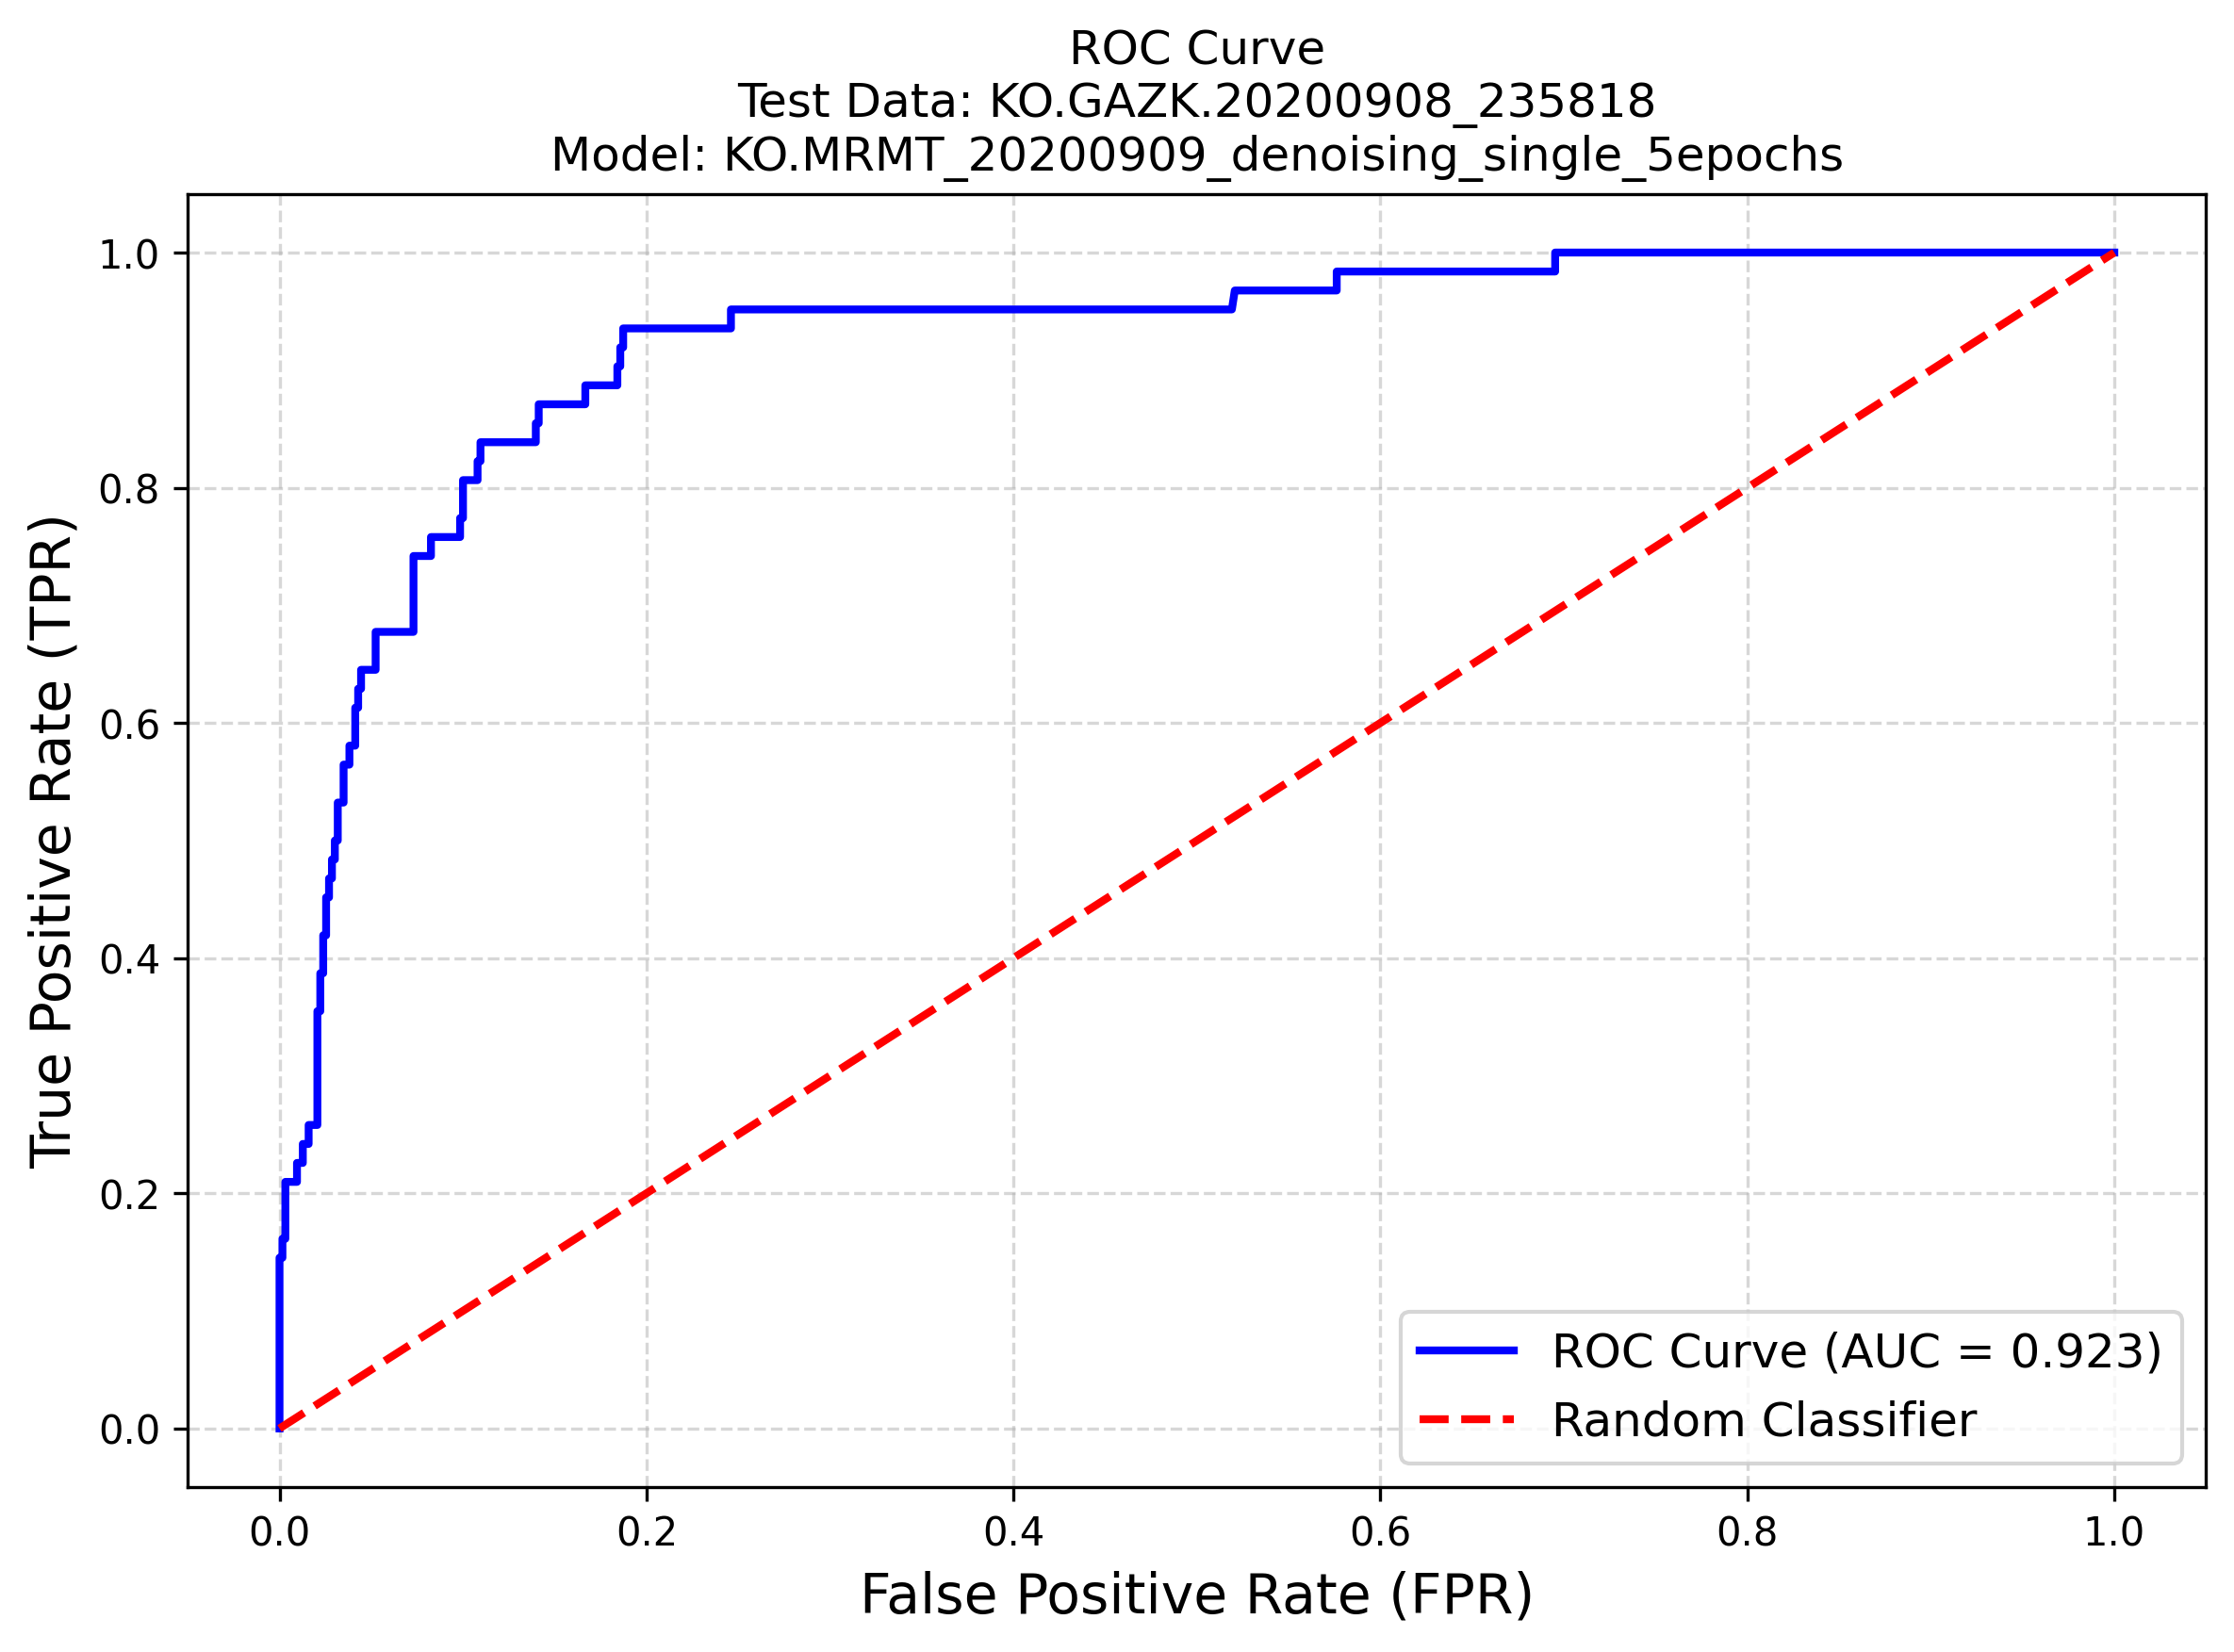 ROC Curve
Test Data: KO.GAZK.20200908_235818
Model: KO.MRMT_20200909_denoising_single_5epochs
True Positive Rate (TPR)
1.0
0.8
0.6
0.4
0.2
0.0
ROC Curve (AUC = 0.923)
Random Classifier
0.0 0.2 0.4 0.6 0.8 1.0
False Positive Rate (FPR)